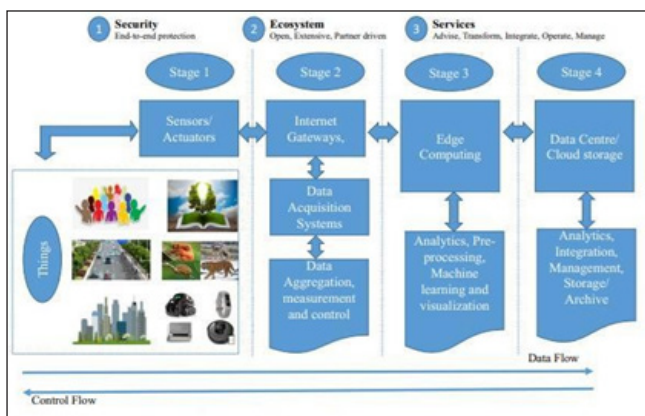 1 Security
End-to-end protection
2 Ecosystem
Open, Extensive, Partner driven
3 Services
Advise, Transform, Integrate, Operate, Manage
Stage 1
Stage 2
Stage 3
Stage 4
Sensors/
Actuators
Internet
Gateways,
Edge
Computing
Data Centre/
Cloud storage
Things
Data
Acquisition
Systems
Data
Aggregation,
measurement
and control
Analytics, Pre-
processing,
Machine
learning and
visualization
Analytics,
Integration,
Management,
Storage/
Archive
Data Flow
Control Flow